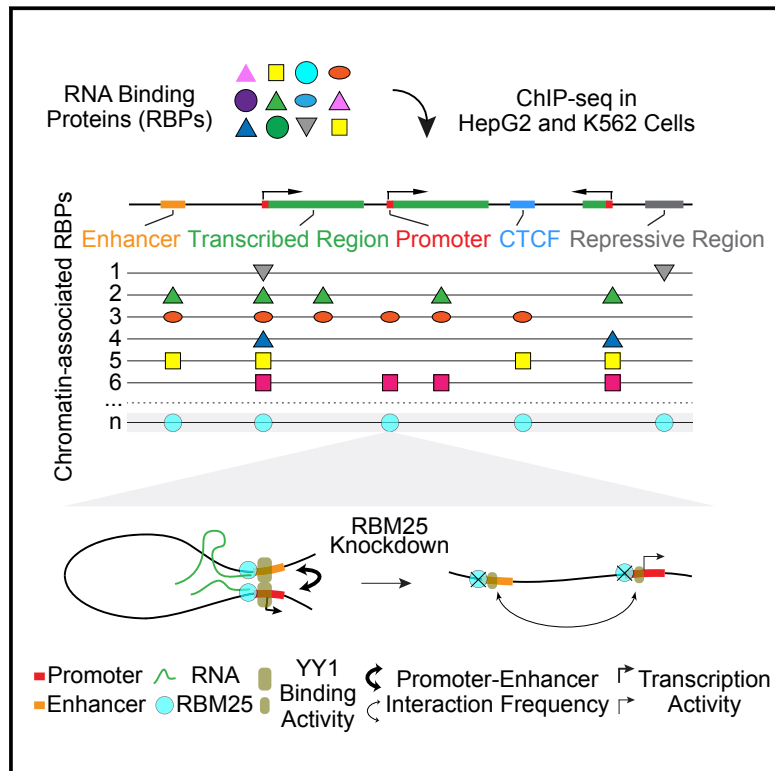 RNA Binding
Proteins (RBPs)
ChIP-seq in
HepG2 and K562 Cells
Enhancer Transcribed Region Promoter CTCF Repressive Region
Chromatin-associated RBPs
1
2
3
4
5
6
...
n
RBM25
Knockdown
Promoter RNA YY1 Promoter-Enhancer Transcription
Enhancer RBM25 Binding Interaction Frequency Activity
Activity